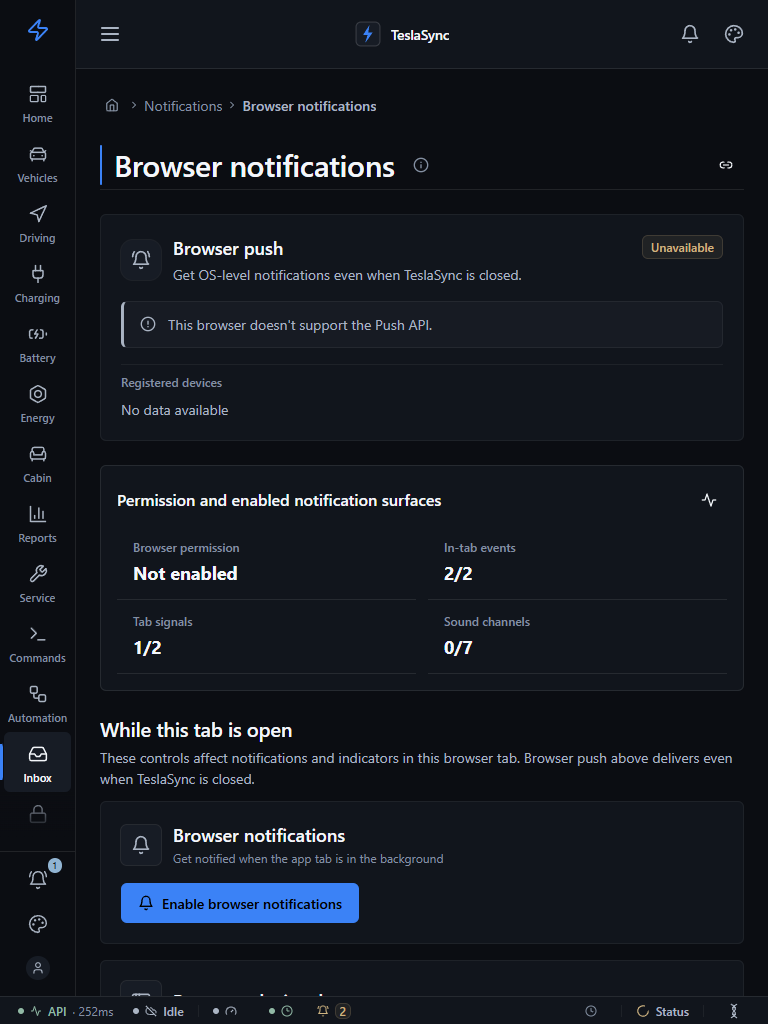 TeslaSync
Home
Vehicles
Driving
Charging
Battery
Energy
Cabin
Reports
Service
Commands
Automation
Inbox
1
Notifications
Browser notifications
Browser notifications
Browser push
Unavailable
Get OS-level notifications even when TeslaSync is closed.
This browser doesn't support the Push API.
Registered devices
No data available
Permission and enabled notification surfaces
Browser permission
Not enabled
In-tab events
2/2
Tab signals
1/2
Sound channels
0/7
While this tab is open
These controls affect notifications and indicators in this browser tab. Browser push above delivers even
when TeslaSync is closed.
Browser notifications
Get notified when the app tab is in the background
Enable browser notifications
API · 252ms
Idle
2
Status